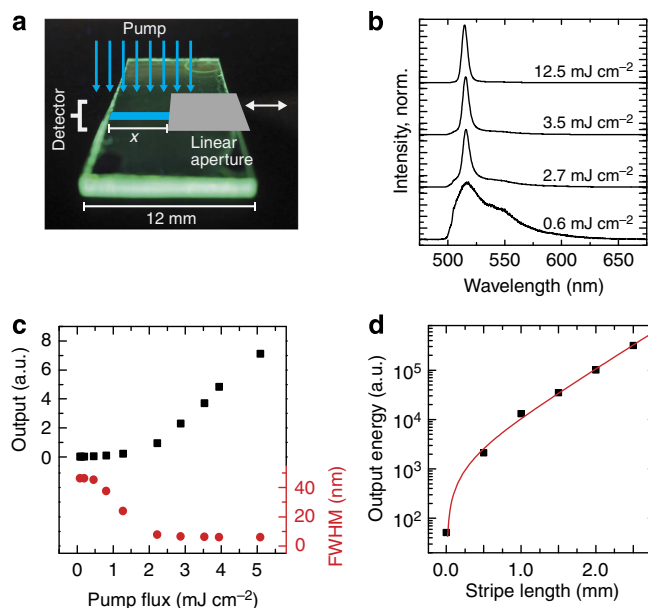 a
Pump
Detector
x
Linear
aperture
12 mm
b
Intensity, norm.
12.5 mJ cm⁻²
3.5 mJ cm⁻²
2.7 mJ cm⁻²
0.6 mJ cm⁻²
500 550 600 650
Wavelength (nm)
c
Output (a.u.)
8
6
4
2
0
40
20
0
FWHM (nm)
0 1 2 3 4 5
Pump flux (mJ cm⁻²)
d
Output energy (a.u.)
10⁵
10⁴
10³
10²
0.0 1.0 2.0
Stripe length (mm)